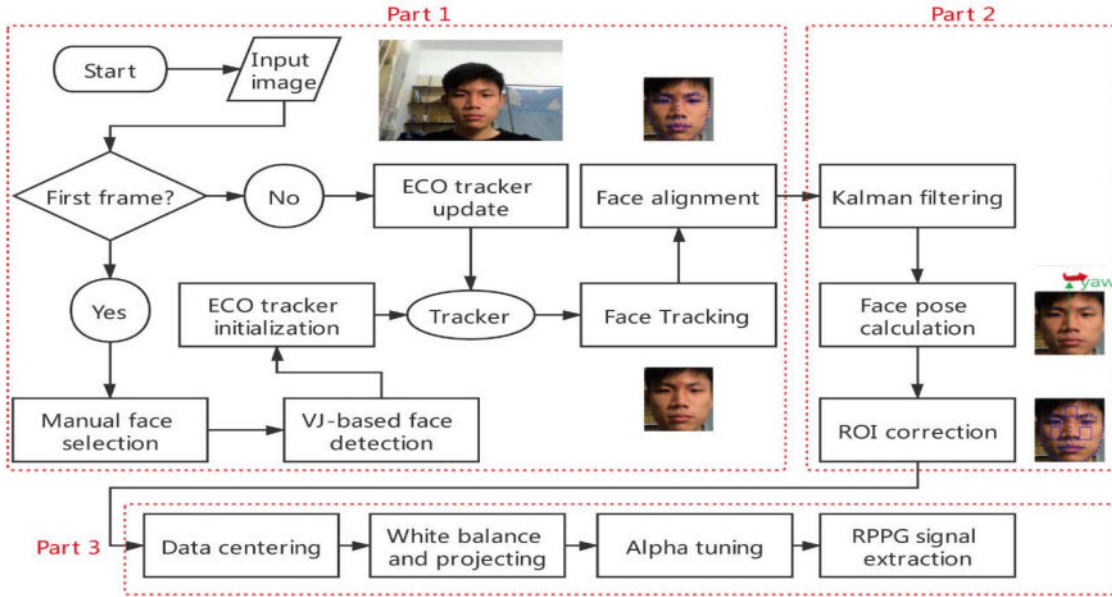 Part 1
Part 2
Start
Input
image
First frame?
No
ECO tracker
update
Face alignment
Kalman filtering
Yes
ECO tracker
initialization
Tracker
Face Tracking
yaw
Face pose
calculation
Manual face
selection
VJ-based face
detection
ROI correction
Part 3
Data centering
White balance
and projecting
Alpha tuning
RPPG signal
extraction